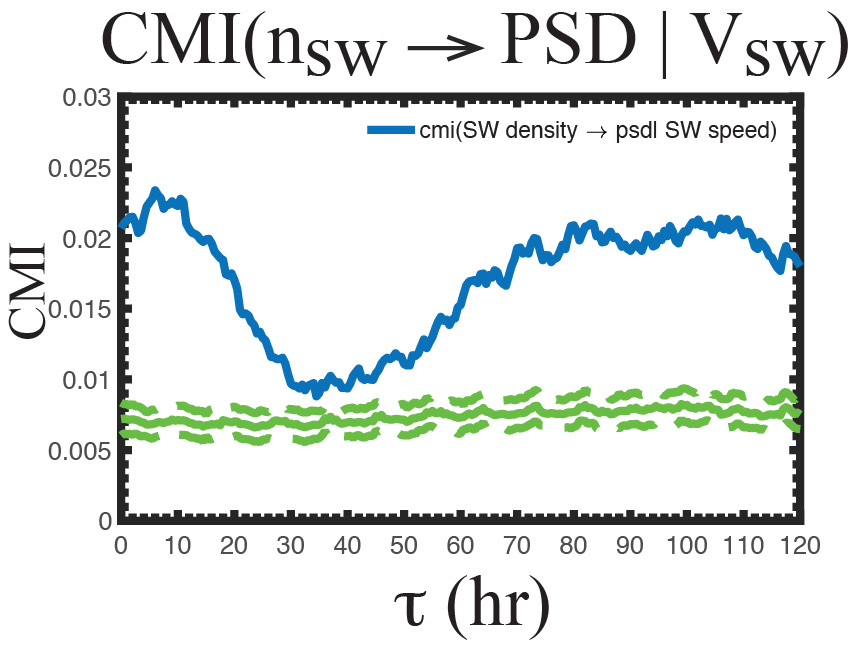 CMI(nSW → PSD | VSW)
0.03
cmi(SW density → psdl SW speed)
0.025
0.02
CMI
0.015
0.01
0.005
0
0 10 20 30 40 50 60 70 80 90 100 110 120
τ (hr)